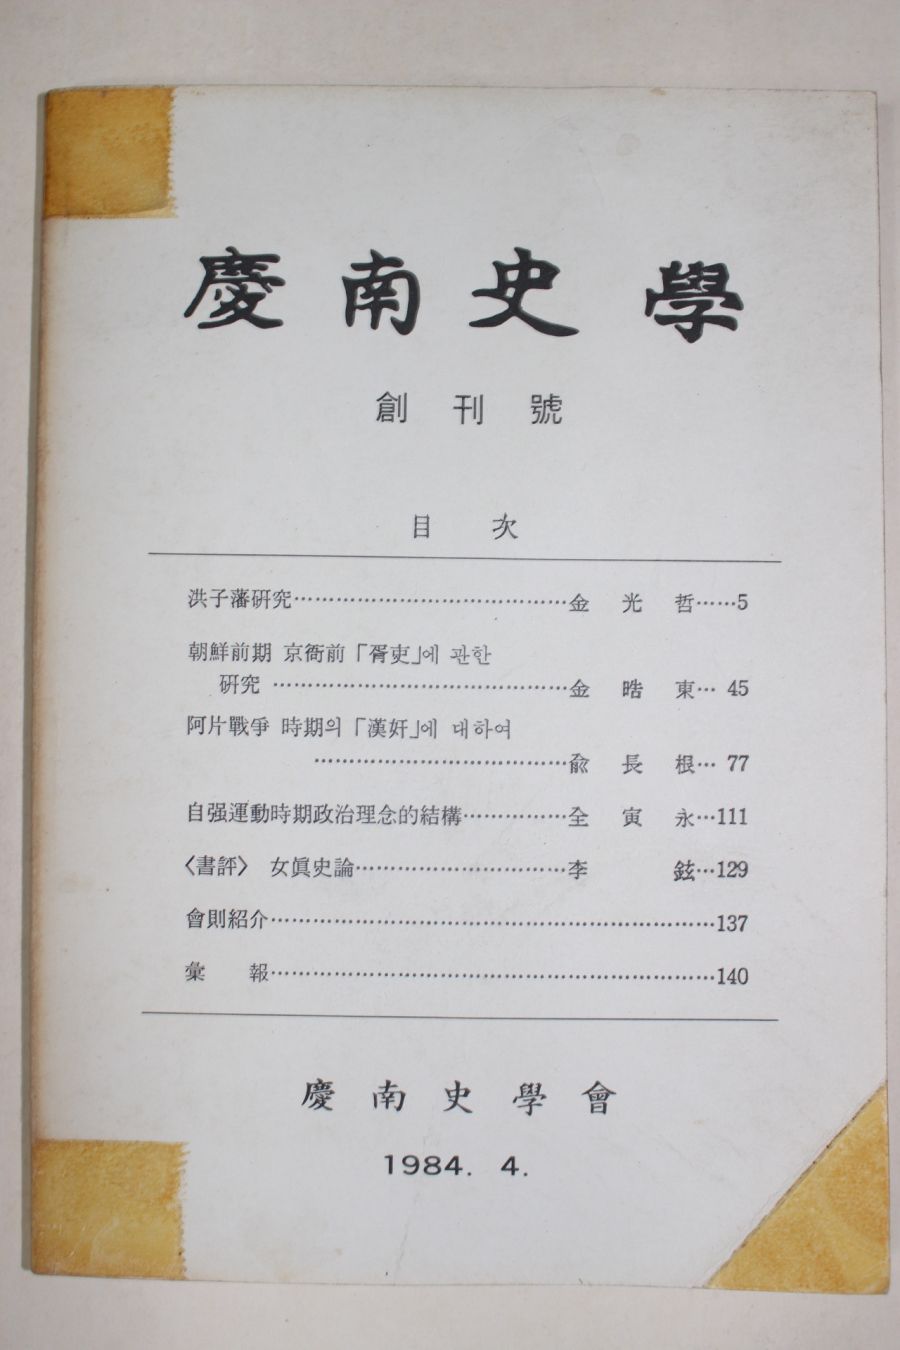 慶南史學
創刊號
目次
洪子藩硏究……………………………………金光哲……5
朝鮮前期 京衙前「胥吏」에 관한
硏究 ……………………………………金晧東… 45
阿片戰爭 時期의「漢奸」에 대하여
………………………………兪長根… 77
自强運動時期政治理念的結構……………全寅永…111
〈書評〉 女眞史論…………………………李鉉…129
會則紹介………………………………………………………137
彙報………………………………………………………140
慶南史學會
1984. 4.